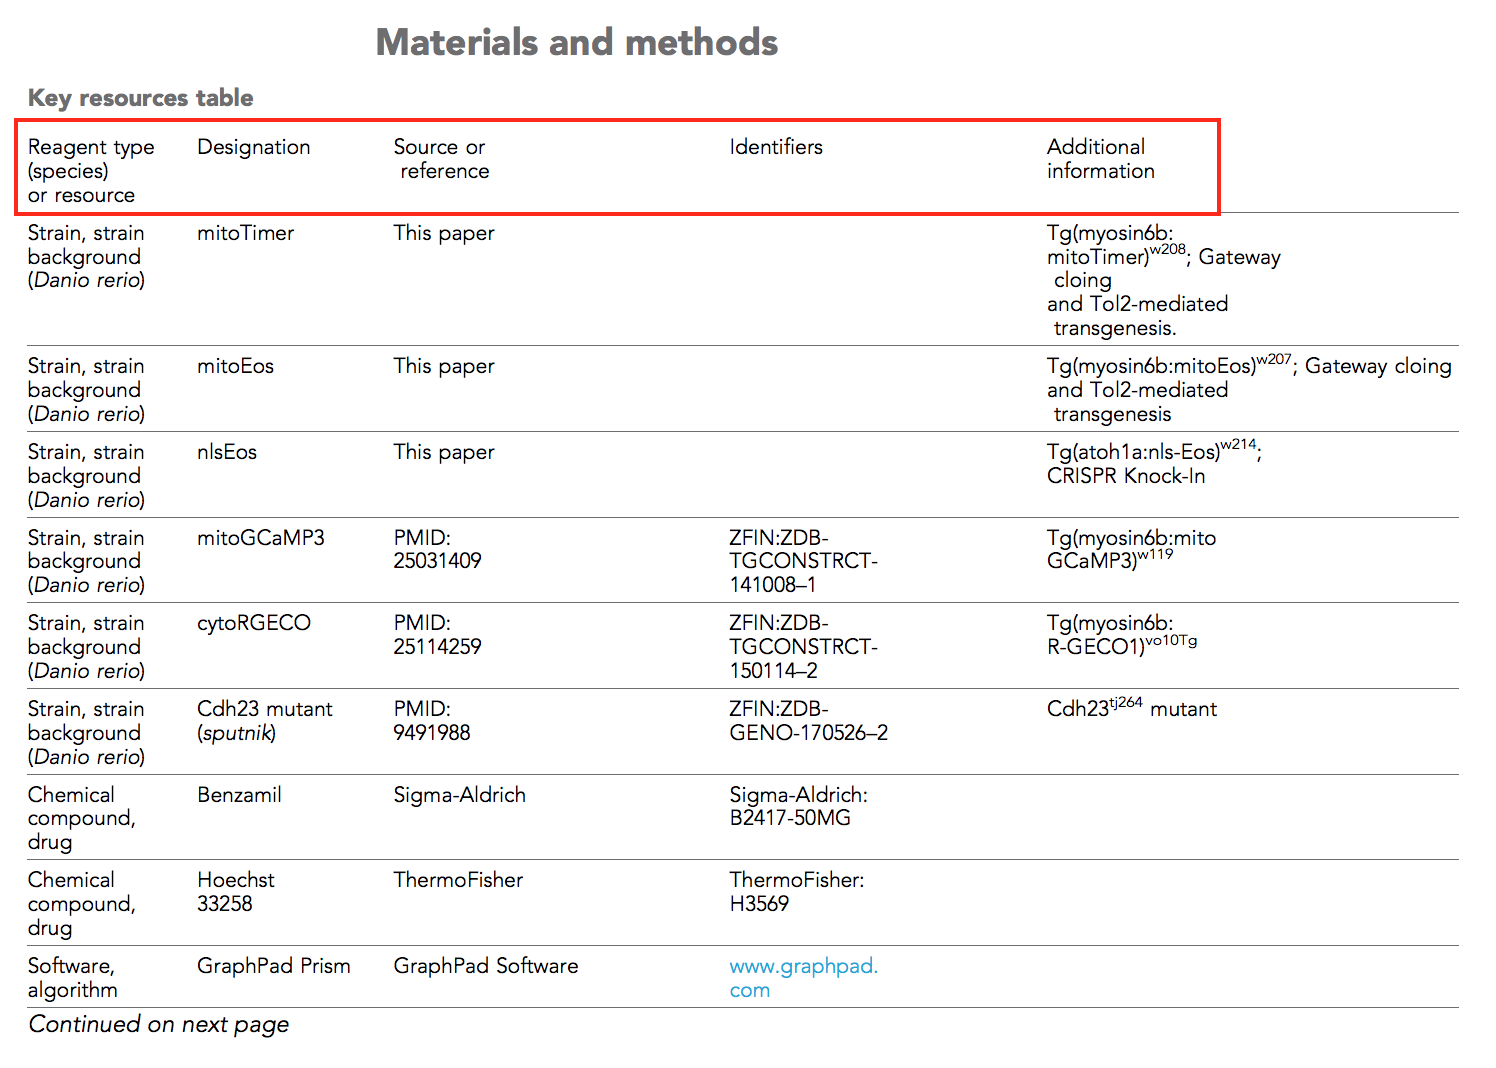 Materials and methods
Key resources table
Reagent type
(species)
or resource
Designation
Source or
reference
Identifiers
Additional
information
Strain, strain
background
(Danio rerio)
mitoTimer
This paper
Tg(myosin6b:
mitoTimer)w208; Gateway
cloing
and Tol2-mediated
transgenesis.
Strain, strain
background
(Danio rerio)
mitoEos
This paper
Tg(myosin6b:mitoEos)w207; Gateway cloing
and Tol2-mediated
transgenesis
Strain, strain
background
(Danio rerio)
nlsEos
This paper
Tg(atoh1a:nls-Eos)w214;
CRISPR Knock-In
Strain, strain
background
(Danio rerio)
mitoGCaMP3
PMID:
25031409
ZFIN:ZDB-
TGCONSTRCT-
141008–1
Tg(myosin6b:mito
GCaMP3)w119
Strain, strain
background
(Danio rerio)
cytoRGECO
PMID:
25114259
ZFIN:ZDB-
TGCONSTRCT-
150114–2
Tg(myosin6b:
R-GECO1)vo10Tg
Strain, strain
background
(Danio rerio)
Cdh23 mutant
(sputnik)
PMID:
9491988
ZFIN:ZDB-
GENO-170526–2
Cdh23tj264 mutant
Chemical
compound,
drug
Benzamil
Sigma-Aldrich
Sigma-Aldrich:
B2417-50MG
Chemical
compound,
drug
Hoechst
33258
ThermoFisher
ThermoFisher:
H3569
Software,
algorithm
GraphPad Prism
GraphPad Software
www.graphpad.
com
Continued on next page